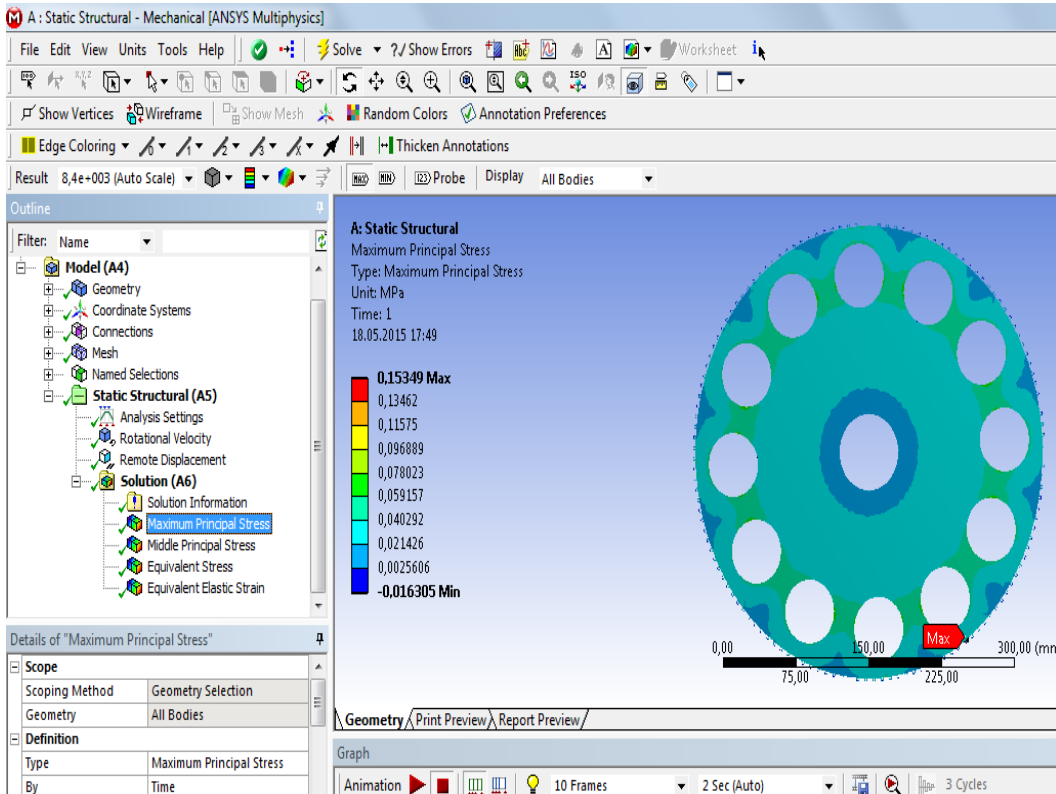 A : Static Structural - Mechanical [ANSYS Multiphysics]
File Edit View Units Tools Help Solve ?/ Show Errors Worksheet
Show Vertices Wireframe Show Mesh Random Colors Annotation Preferences
Edge Coloring Thicken Annotations
Result 8,4e+003 (Auto Scale) MAX MIN Probe Display All Bodies
Outline
Filter: Name
Model (A4)
Geometry
Coordinate Systems
Connections
Mesh
Named Selections
Static Structural (A5)
Analysis Settings
Rotational Velocity
Remote Displacement
Solution (A6)
Solution Information
Maximum Principal Stress
Middle Principal Stress
Equivalent Stress
Equivalent Elastic Strain
Details of "Maximum Principal Stress"
Scope
Scoping Method Geometry Selection
Geometry All Bodies
Definition
Type Maximum Principal Stress
By Time
A: Static Structural
Maximum Principal Stress
Type: Maximum Principal Stress
Unit: MPa
Time: 1
18.05.2015 17:49
0,15349 Max
0,13462
0,11575
0,096889
0,078023
0,059157
0,040292
0,021426
0,0025606
-0,016305 Min
Max
0,00 150,00 300,00 (mm
75,00 225,00
Geometry Print Preview Report Preview
Graph
Animation 10 Frames 2 Sec (Auto) 3 Cycles